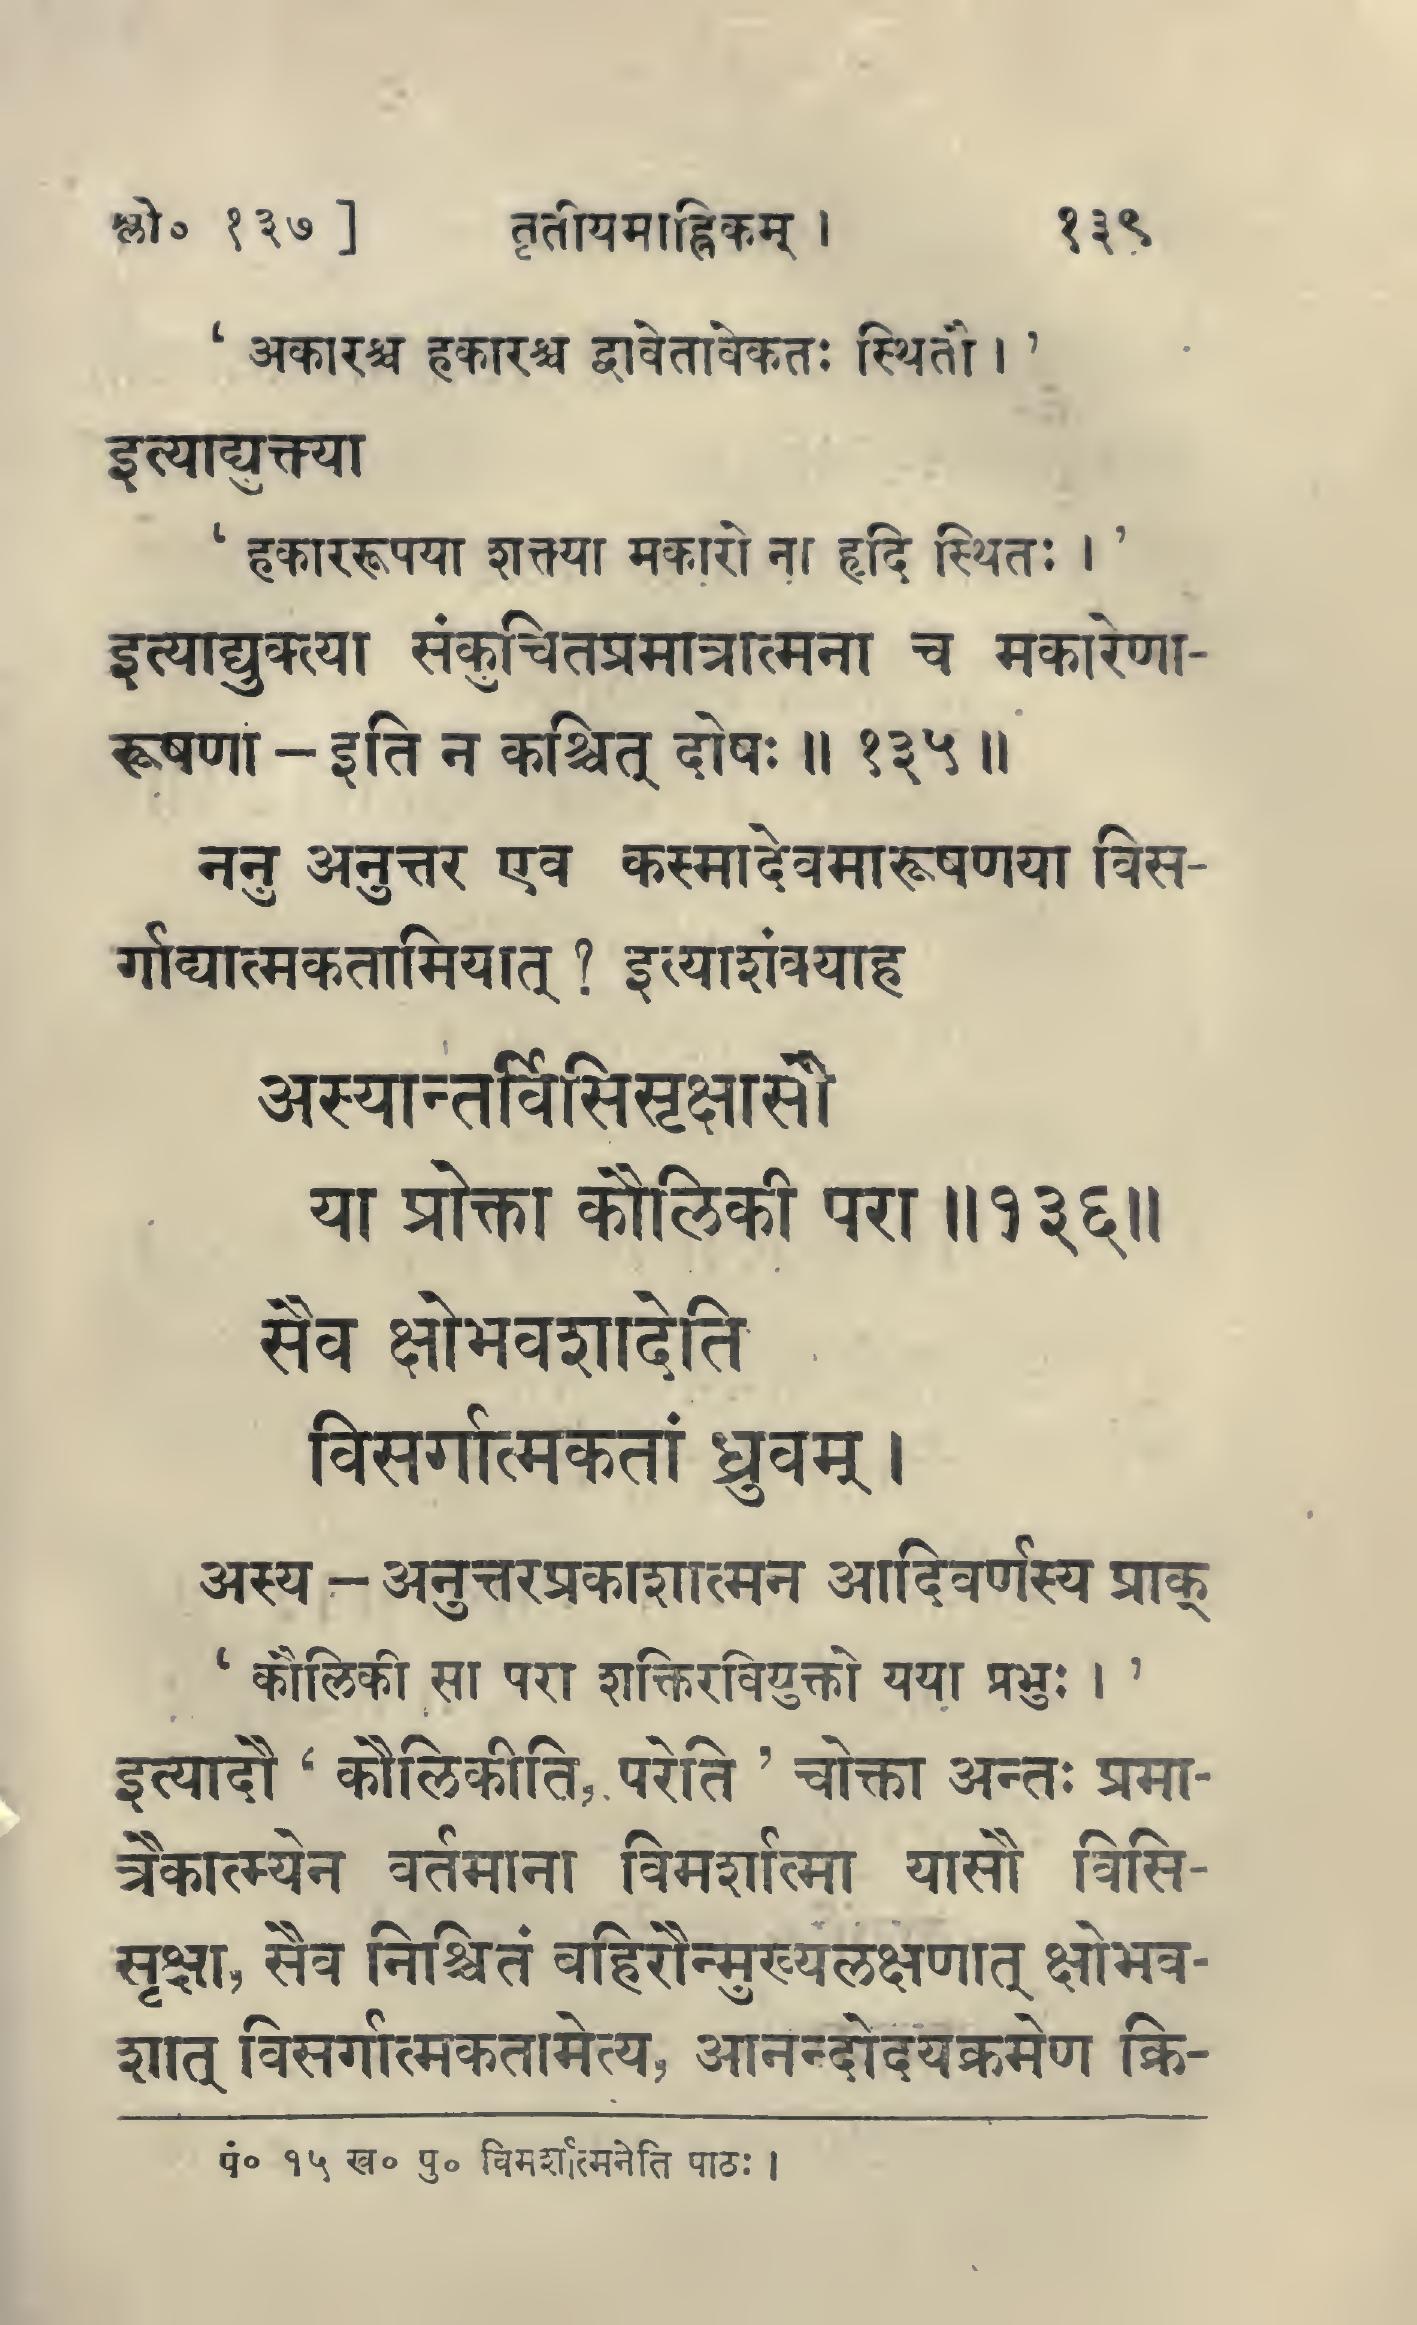 श्लो० १३७ ] तृतीयमाह्निकम् । १३९
‘ अकारश्च हकारश्च द्वावेतावेकतः स्थितौ । ’
इत्याद्युक्त्या
‘ हकाररूपया शक्त्या मकारो ना हृदि स्थितः । ’
इत्याद्युक्त्या संकुचितप्रमात्रात्मना च मकारेणा-
रूषणा – इति न कश्चित् दोषः ॥ १३५ ॥
ननु अनुत्तर एव कस्मादेवमारूषणया विस-
र्गाद्यात्मकतामियात् ? इत्याशंक्याह
अस्यान्तर्विसिसृक्षासौ
या प्रोक्ता कौलिकी परा ॥१३६॥
सैव क्षोभवशादेति
विसर्गात्मकतां ध्रुवम् ।
अस्य – अनुत्तरप्रकाशात्मन आदिवर्णस्य प्राक्
‘ कौलिकी सा परा शक्तिरवियुक्तो यया प्रभुः । ’
इत्यादौ ‘ कौलिकीति, परेति ’ चोक्ता अन्तः प्रमा-
त्रैकात्म्येन वर्तमाना विमर्शात्मा यासौ विसि-
सृक्षा, सैव निश्चितं बहिरौन्मुख्यलक्षणात् क्षोभव-
शात् विसर्गात्मकतामेत्य, आनन्दोदयक्रमेण क्रि-
पं० १५ ख० पु० विमर्शात्मनेति पाठः ।